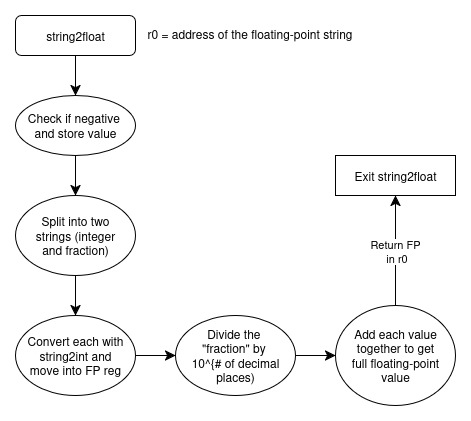 string2float
r0 = address of the floating-point string
Check if negative
and store value
Split into two
strings (integer
and fraction)
Exit string2float
Return FP
in r0
Convert each with
string2int and
move into FP reg
Divide the
"fraction" by
10^{# of decimal
places)
Add each value
together to get
full floating-point
value